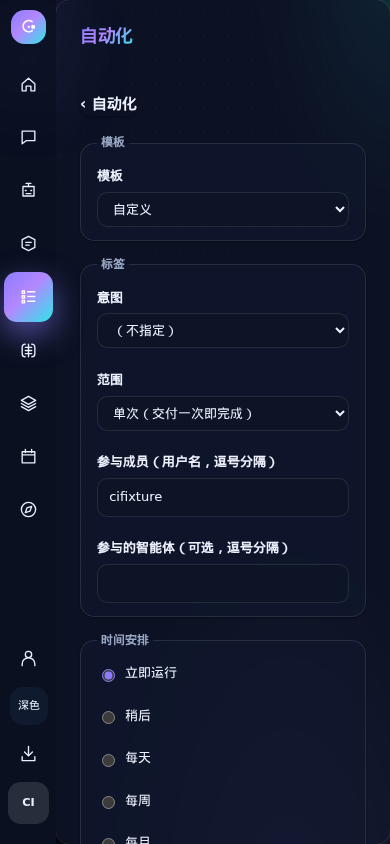 自动化
‹ 自动化
模板
模板
自定义
标签
意图
（不指定）
范围
单次（交付一次即完成）
参与成员（用户名，逗号分隔）
cifixture
参与的智能体（可选，逗号分隔）
时间安排
立即运行
稍后
每天
每周
每月
深色
CI